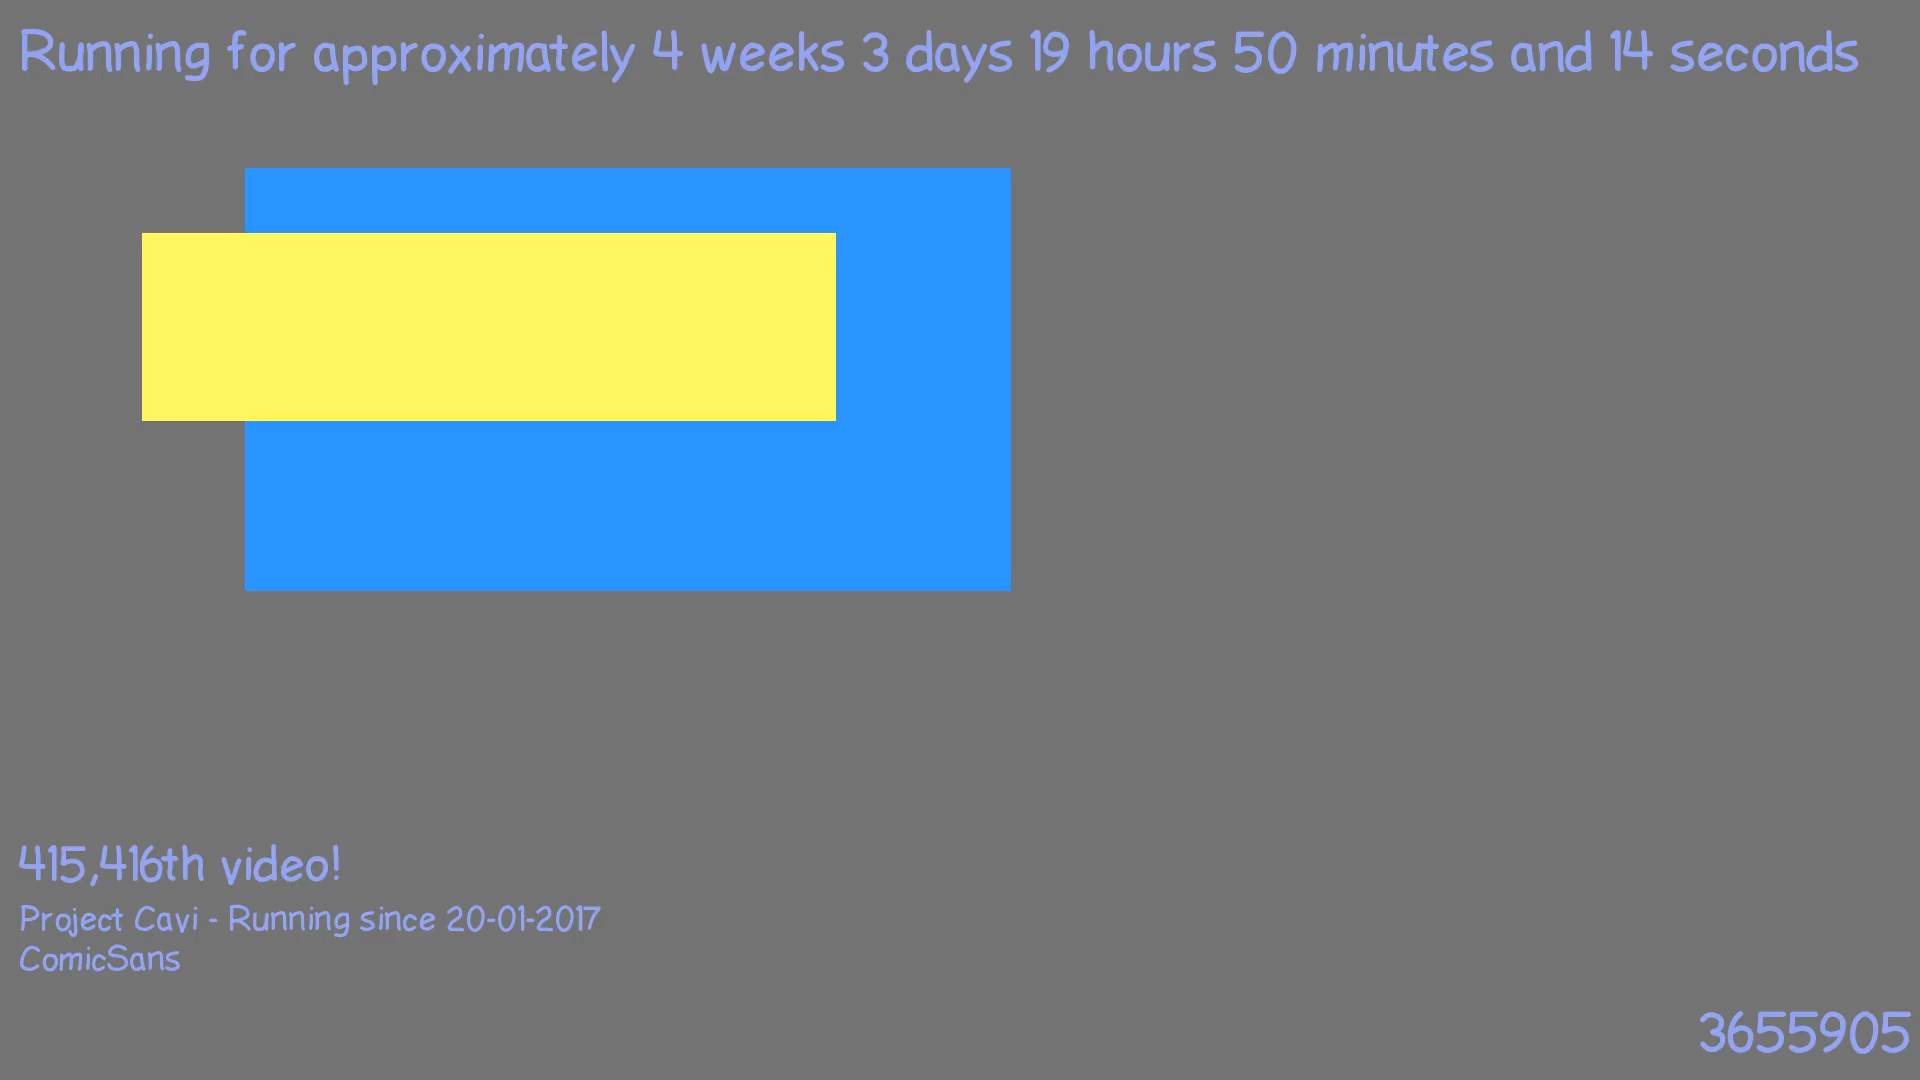 Running for approximately 4 weeks 3 days 19 hours 50 minutes and 14 seconds
415,416th video!
Project Cavi - Running since 20-01-2017
ComicSans
3655905